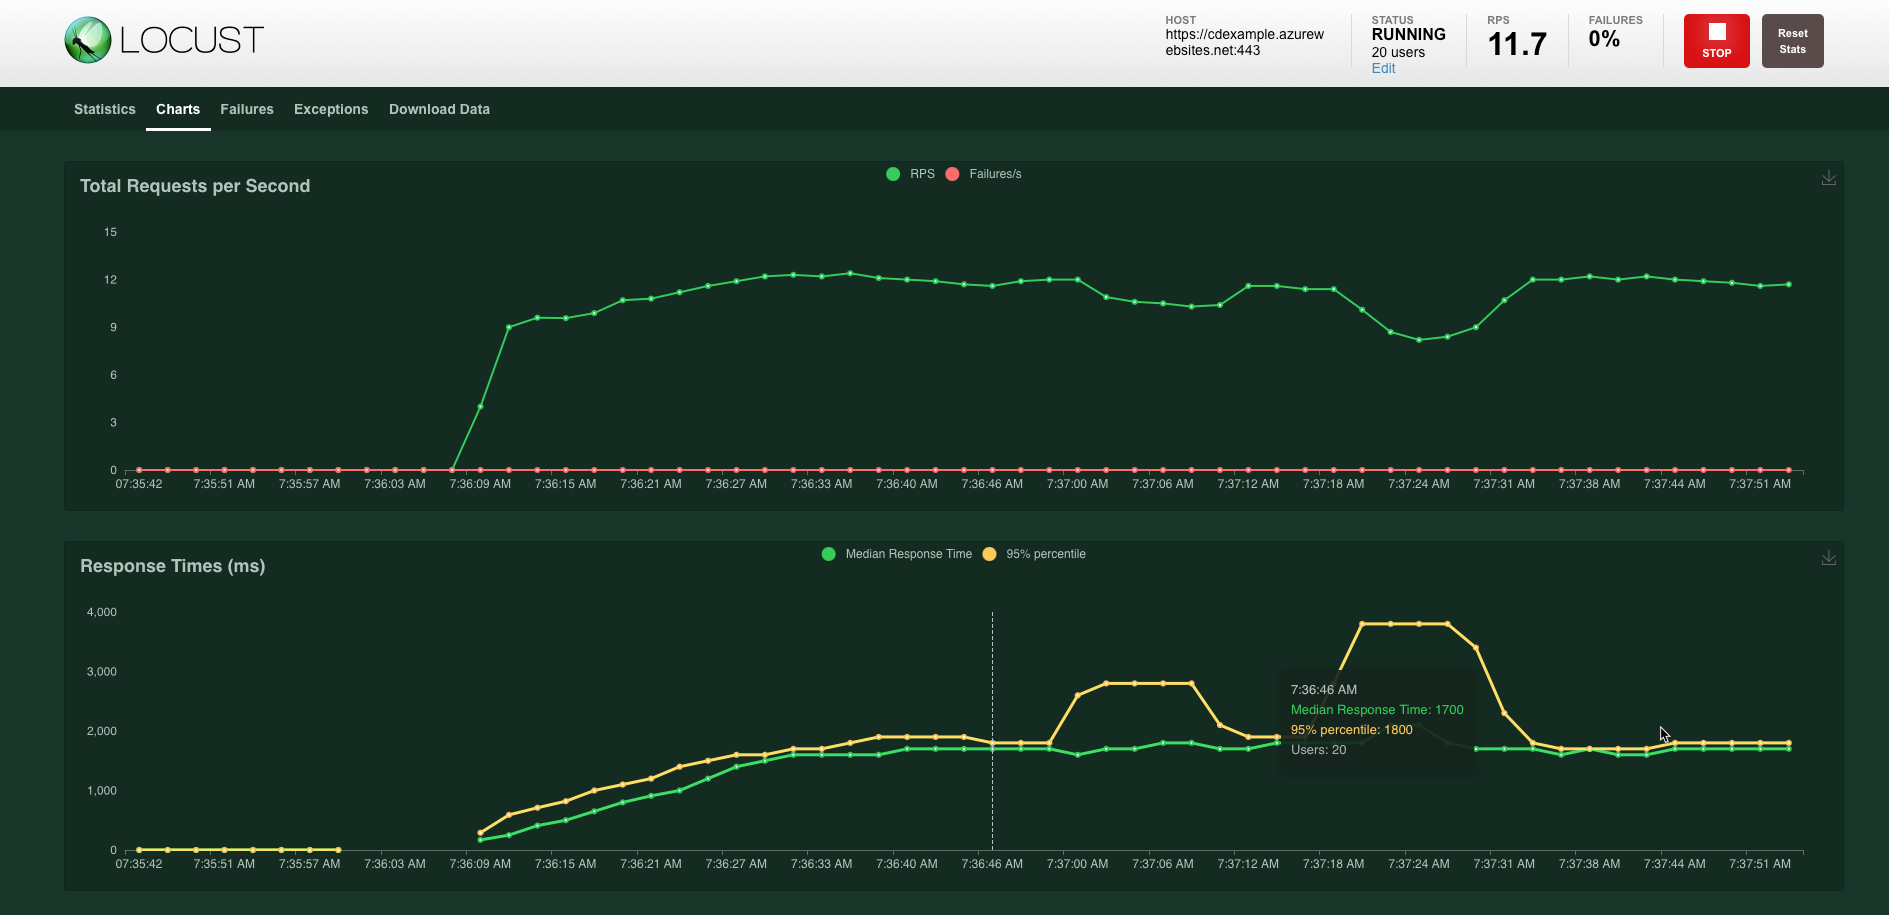 LOCUST
HOST
https://cdexample.azurew
ebsites.net:443
STATUS
RUNNING
20 users
Edit
RPS
11.7
FAILURES
0%
STOP
Reset
Stats
Statistics Charts Failures Exceptions Download Data
Total Requests per Second
RPS Failures/s
15
12
9
6
3
0
07:35:42 7:35:51 AM 7:35:57 AM 7:36:03 AM 7:36:09 AM 7:36:15 AM 7:36:21 AM 7:36:27 AM 7:36:33 AM 7:36:40 AM 7:36:46 AM 7:37:00 AM 7:37:06 AM 7:37:12 AM 7:37:18 AM 7:37:24 AM 7:37:31 AM 7:37:38 AM 7:37:44 AM 7:37:51 AM
Response Times (ms)
Median Response Time 95% percentile
4,000
3,000
2,000
1,000
0
7:36:46 AM
Median Response Time: 1700
95% percentile: 1800
Users: 20
07:35:42 7:35:51 AM 7:35:57 AM 7:36:03 AM 7:36:09 AM 7:36:15 AM 7:36:21 AM 7:36:27 AM 7:36:33 AM 7:36:40 AM 7:36:46 AM 7:37:00 AM 7:37:06 AM 7:37:12 AM 7:37:18 AM 7:37:24 AM 7:37:31 AM 7:37:38 AM 7:37:44 AM 7:37:51 AM